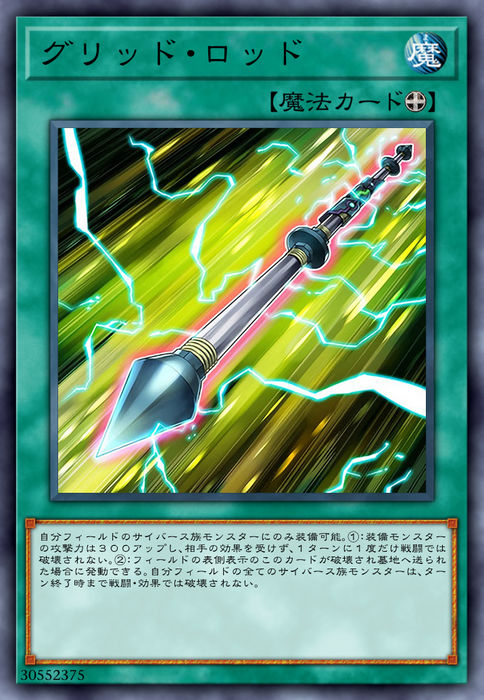 グリッド・ロッド
魔
【魔法カード】
自分フィールドのサイバース族モンスターにのみ装備可能。①:装備モンスター
の攻撃力は３００アップし、相手の効果を受けず、１ターンに１度だけ戦闘では
破壊されない。②:フィールドの表側表示のこのカードが破壊され墓地へ送られ
た場合に発動できる。自分フィールドの全てのサイバース族モンスターは、ター
ン終了時まで戦闘・効果では破壊されない。
30552375